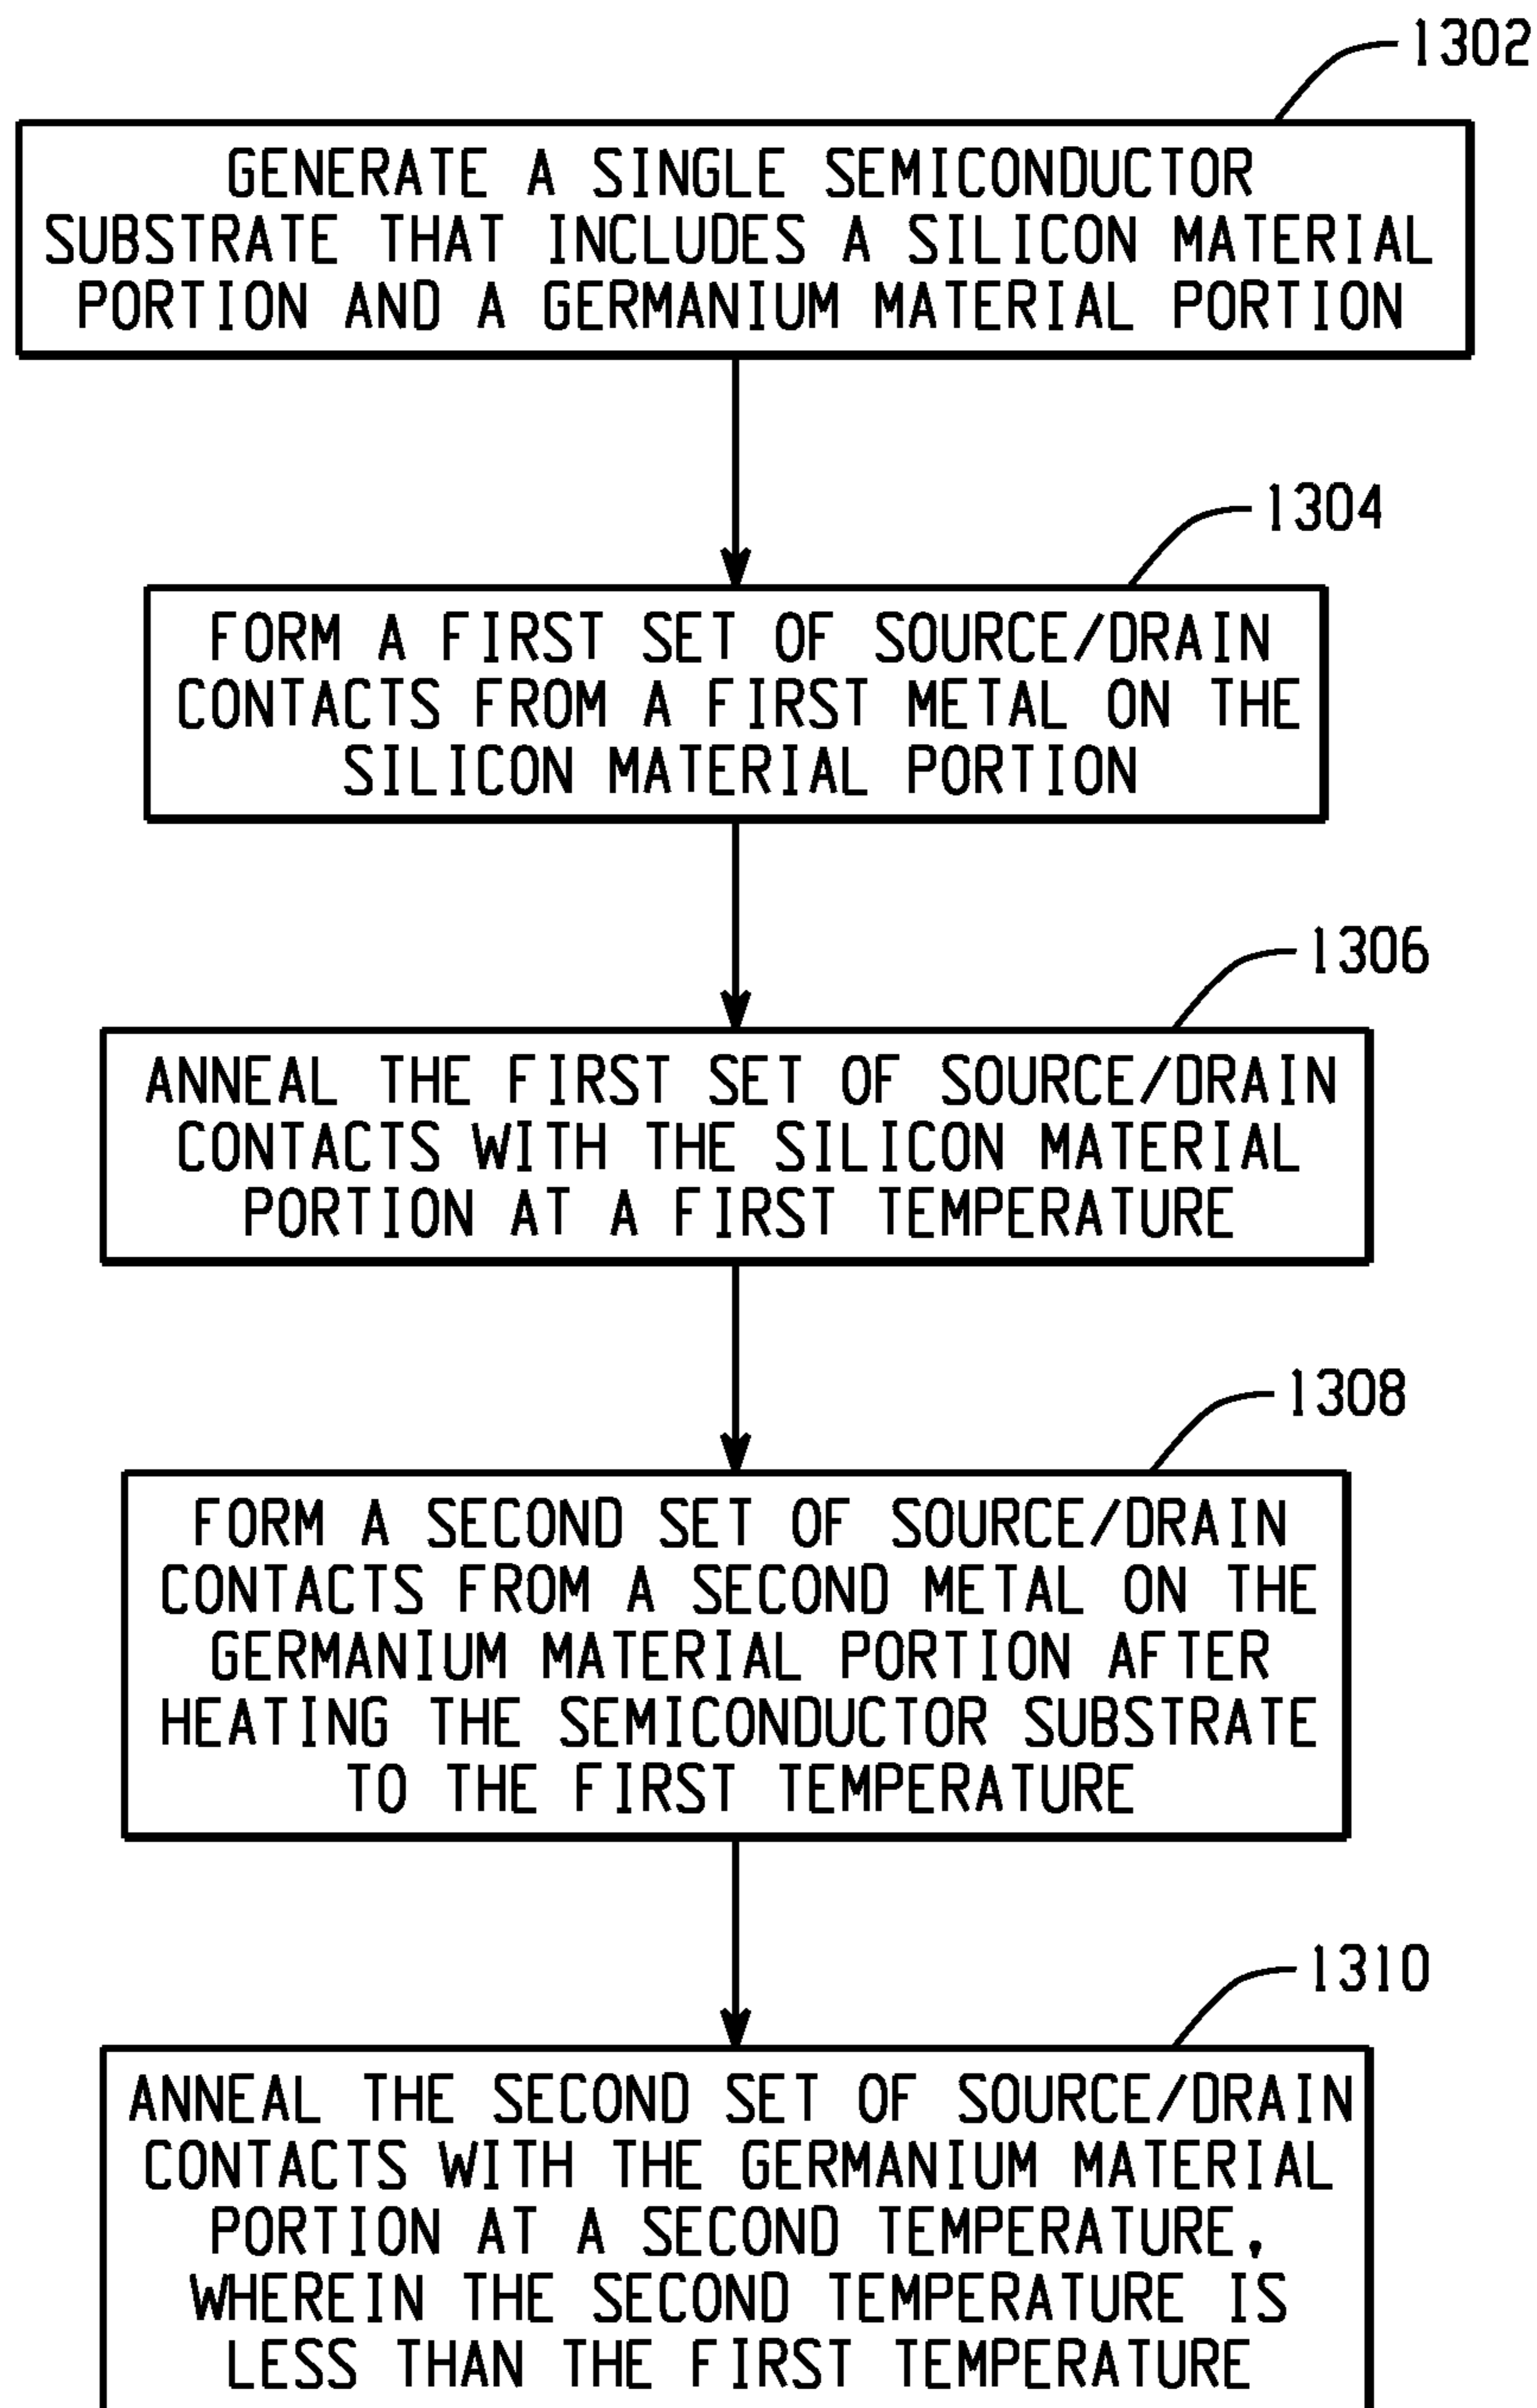 1302
GENERATE A SINGLE SEMICONDUCTOR
SUBSTRATE THAT INCLUDES A SILICON MATERIAL
PORTION AND A GERMANIUM MATERIAL PORTION
1304
FORM A FIRST SET OF SOURCE/DRAIN
CONTACTS FROM A FIRST METAL ON THE
SILICON MATERIAL PORTION
1306
ANNEAL THE FIRST SET OF SOURCE/DRAIN
CONTACTS WITH THE SILICON MATERIAL
PORTION AT A FIRST TEMPERATURE
1308
FORM A SECOND SET OF SOURCE/DRAIN
CONTACTS FROM A SECOND METAL ON THE
GERMANIUM MATERIAL PORTION AFTER
HEATING THE SEMICONDUCTOR SUBSTRATE
TO THE FIRST TEMPERATURE
1310
ANNEAL THE SECOND SET OF SOURCE/DRAIN
CONTACTS WITH THE GERMANIUM MATERIAL
PORTION AT A SECOND TEMPERATURE,
WHEREIN THE SECOND TEMPERATURE IS
LESS THAN THE FIRST TEMPERATURE